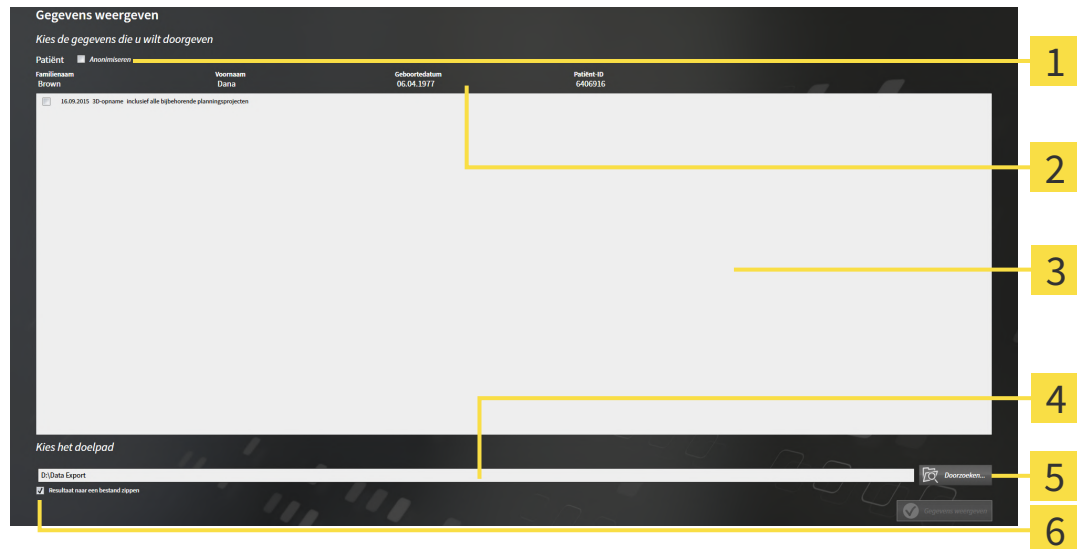 Gegevens weergeven
Kies de gegevens die u wilt doorgeven
Patiënt Anonimiseren
1
Familienaam Voornaam Geboortedatum Patiënt-ID
Brown Dana 06.04.1977 6406916
16.09.2015 3D-opname inclusief alle bijbehorende planningsprojecten
2
3
4
Kies het doelpad
D:\Data Export
Doorzoeken...
5
Resultaat naar een bestand zippen
Gegevens weergeven
6